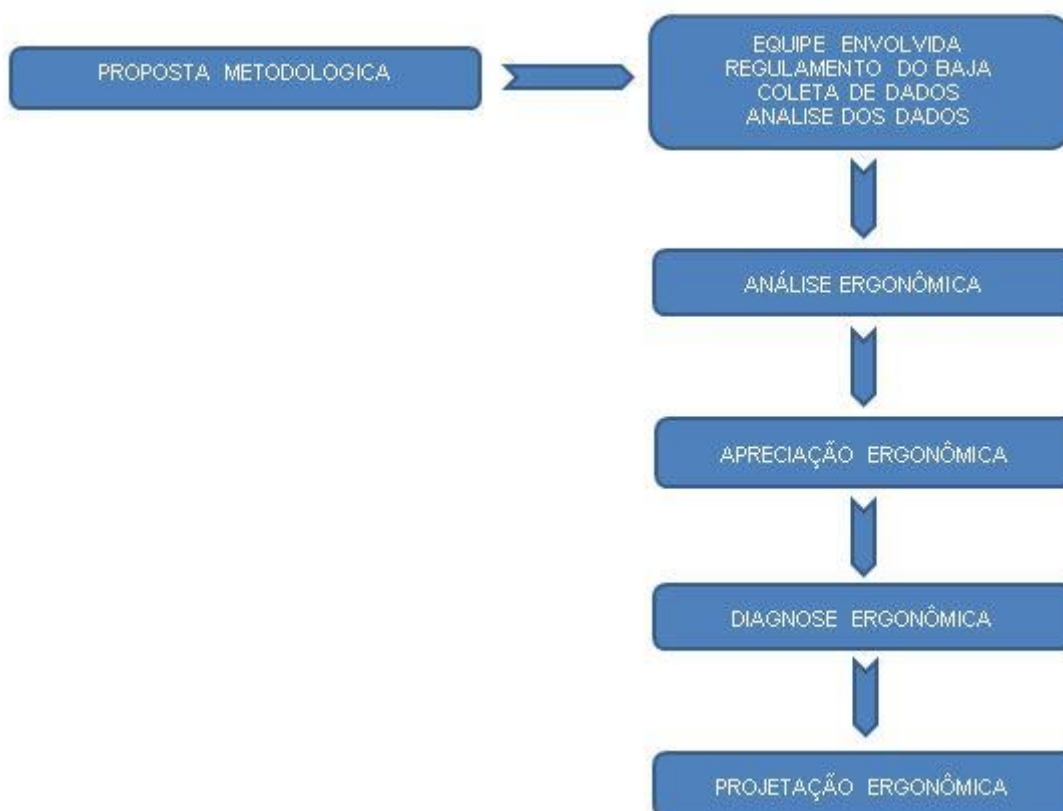 PROPOSTA METODOLOGICA
EQUIPE ENVOLVIDA
REGULAMENTO DO BAJA
COLETA DE DADOS
ANALISE DOS DADOS
ANÁLISE ERGONÔMICA
APRECIAÇÃO ERGONÔMICA
DIAGNOSE ERGONÔMICA
PROJETAÇÃO ERGONÔMICA